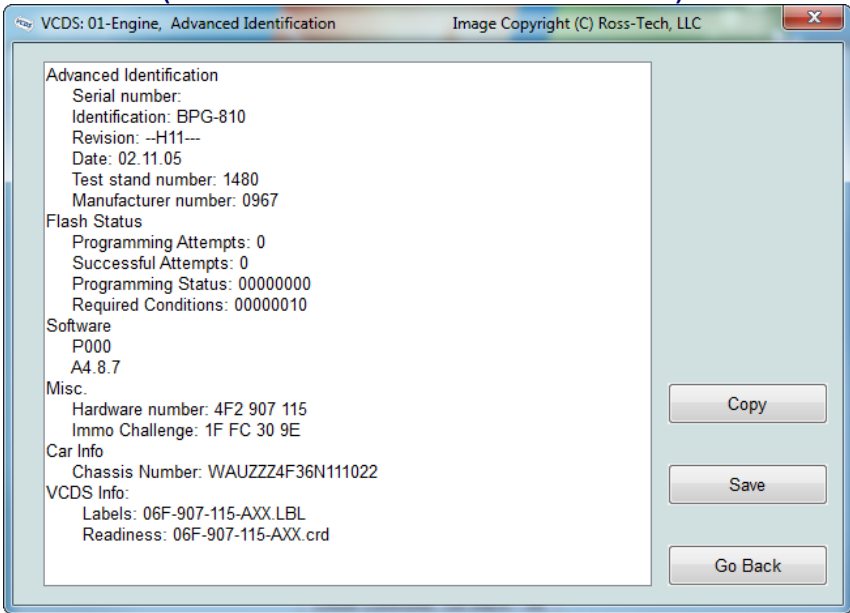 VCDS: 01-Engine, Advanced Identification Image Copyright (C) Ross-Tech, LLC
Advanced Identification
Serial number:
Identification: BPG-810
Revision: --H11---
Date: 02.11.05
Test stand number: 1480
Manufacturer number: 0967
Flash Status
Programming Attempts: 0
Successful Attempts: 0
Programming Status: 00000000
Required Conditions: 00000010
Software
P000
A4.8.7
Misc.
Hardware number: 4F2 907 115
Immo Challenge: 1F FC 30 9E
Car Info
Chassis Number: WAUZZZ4F36N111022
VCDS Info:
Labels: 06F-907-115-AXX.LBL
Readiness: 06F-907-115-AXX.crd
Copy
Save
Go Back